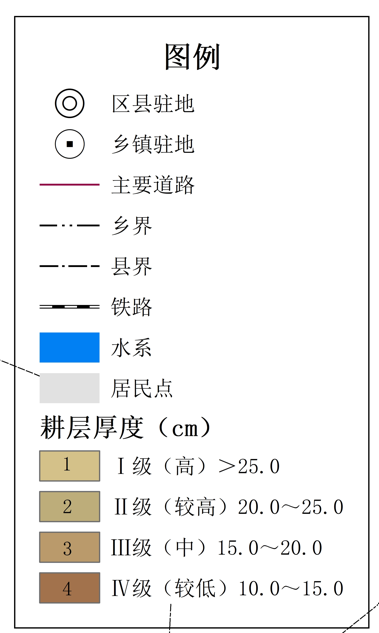 图例
区县驻地
乡镇驻地
主要道路
乡界
县界
铁路
水系
居民点
耕层厚度（cm）
1 Ⅰ级（高）＞25.0
2 Ⅱ级（较高）20.0～25.0
3 Ⅲ级（中）15.0～20.0
4 Ⅳ级（较低）10.0～15.0